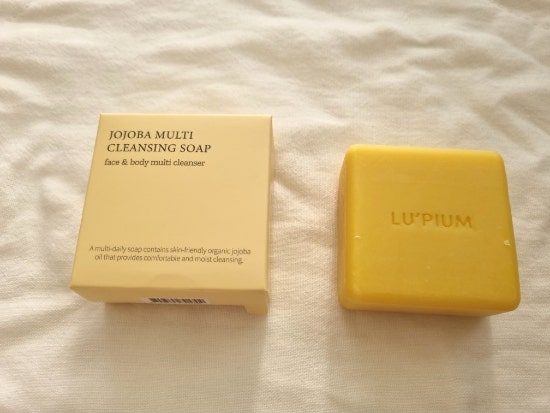 JOJOBA MULTI
CLEANSING SOAP
face & body multi cleanser
A multi-daily soap contains skin-friendly organic jojoba
oil that provides comfortable and moist cleansing.
LU'PIUM